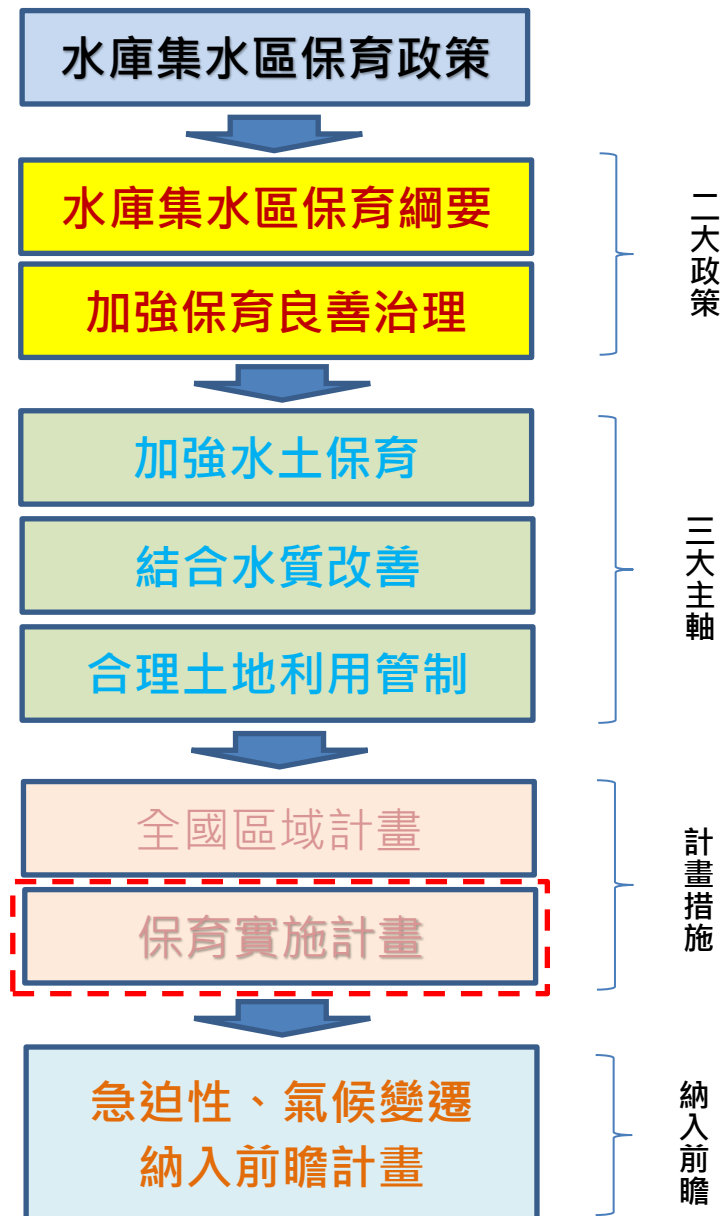 水庫集水區保育政策
水庫集水區保育綱要
加強保育良善治理
二大政策
加強水土保育
結合水質改善
合理土地利用管制
三大主軸
全國區域計畫
保育實施計畫
計畫措施
急迫性、氣候變遷
納入前瞻計畫
納入前瞻